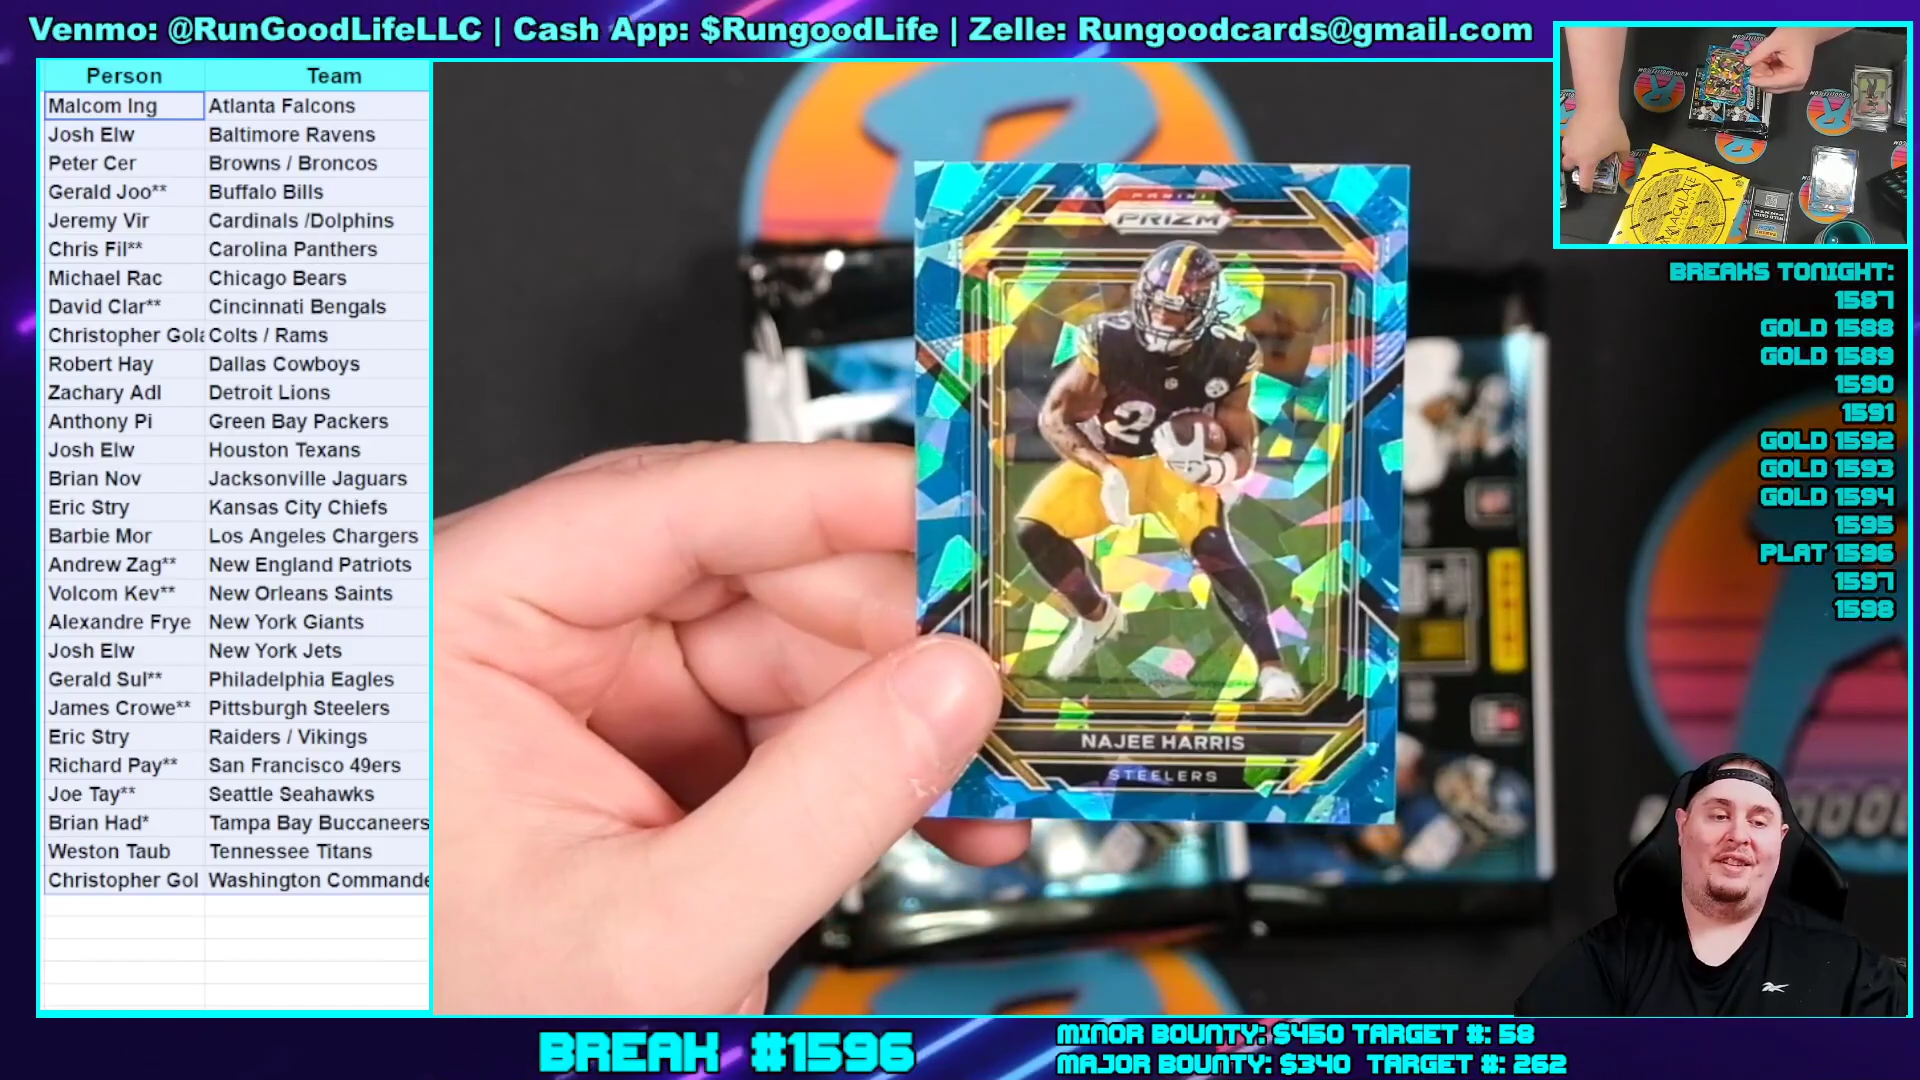 Venmo: @RunGoodLifeLLC | Cash App: $RungoodLife | Zelle: Rungoodcards@gmail.com
Person Team
Malcom Ing Atlanta Falcons
Josh Elw Baltimore Ravens
Peter Cer Browns / Broncos
Gerald Joo** Buffalo Bills
Jeremy Vir Cardinals /Dolphins
Chris Fil** Carolina Panthers
Michael Rac Chicago Bears
David Clar** Cincinnati Bengals
Christopher Gola Colts / Rams
Robert Hay Dallas Cowboys
Zachary Adl Detroit Lions
Anthony Pi Green Bay Packers
Josh Elw Houston Texans
Brian Nov Jacksonville Jaguars
Eric Stry Kansas City Chiefs
Barbie Mor Los Angeles Chargers
Andrew Zag** New England Patriots
Volcom Kev** New Orleans Saints
Alexandre Frye New York Giants
Josh Elw New York Jets
Gerald Sul** Philadelphia Eagles
James Crowe** Pittsburgh Steelers
Eric Stry Raiders / Vikings
Richard Pay** San Francisco 49ers
Joe Tay** Seattle Seahawks
Brian Had* Tampa Bay Buccaneers
Weston Taub Tennessee Titans
Christopher Gol Washington Commande
PANINI
PRIZM
NAJEE HARRIS
STEELERS
BREAKS TONIGHT:
1587
GOLD 1588
GOLD 1589
1590
1591
GOLD 1592
GOLD 1593
GOLD 1594
1595
PLAT 1596
1597
1598
BREAK #1596
MINOR BOUNTY: $450 TARGET #: 58
MAJOR BOUNTY: $340 TARGET #: 262